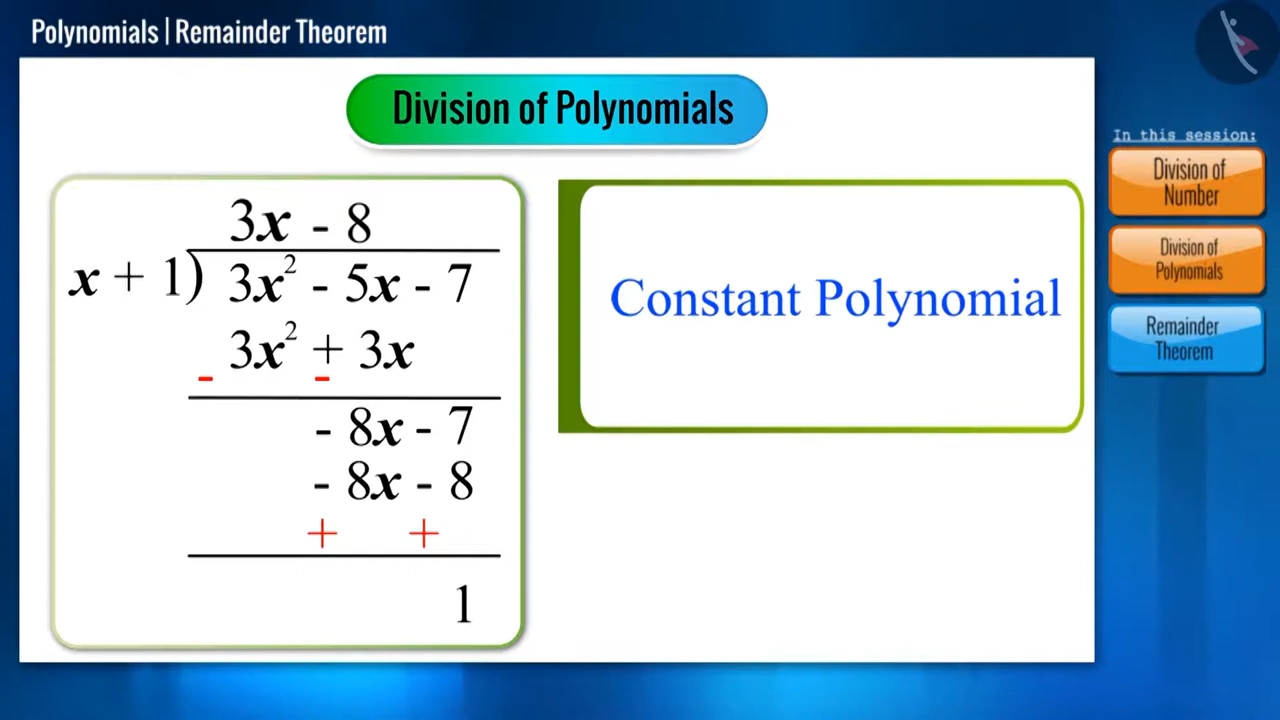 Polynomials | Remainder Theorem
Division of Polynomials
3x - 8
x + 1) 3x² - 5x - 7
3x² + 3x
- -
- 8x - 7
- 8x - 8
+ +
1
Constant Polynomial
In this session:
Division of
Number
Division of
Polynomials
Remainder
Theorem